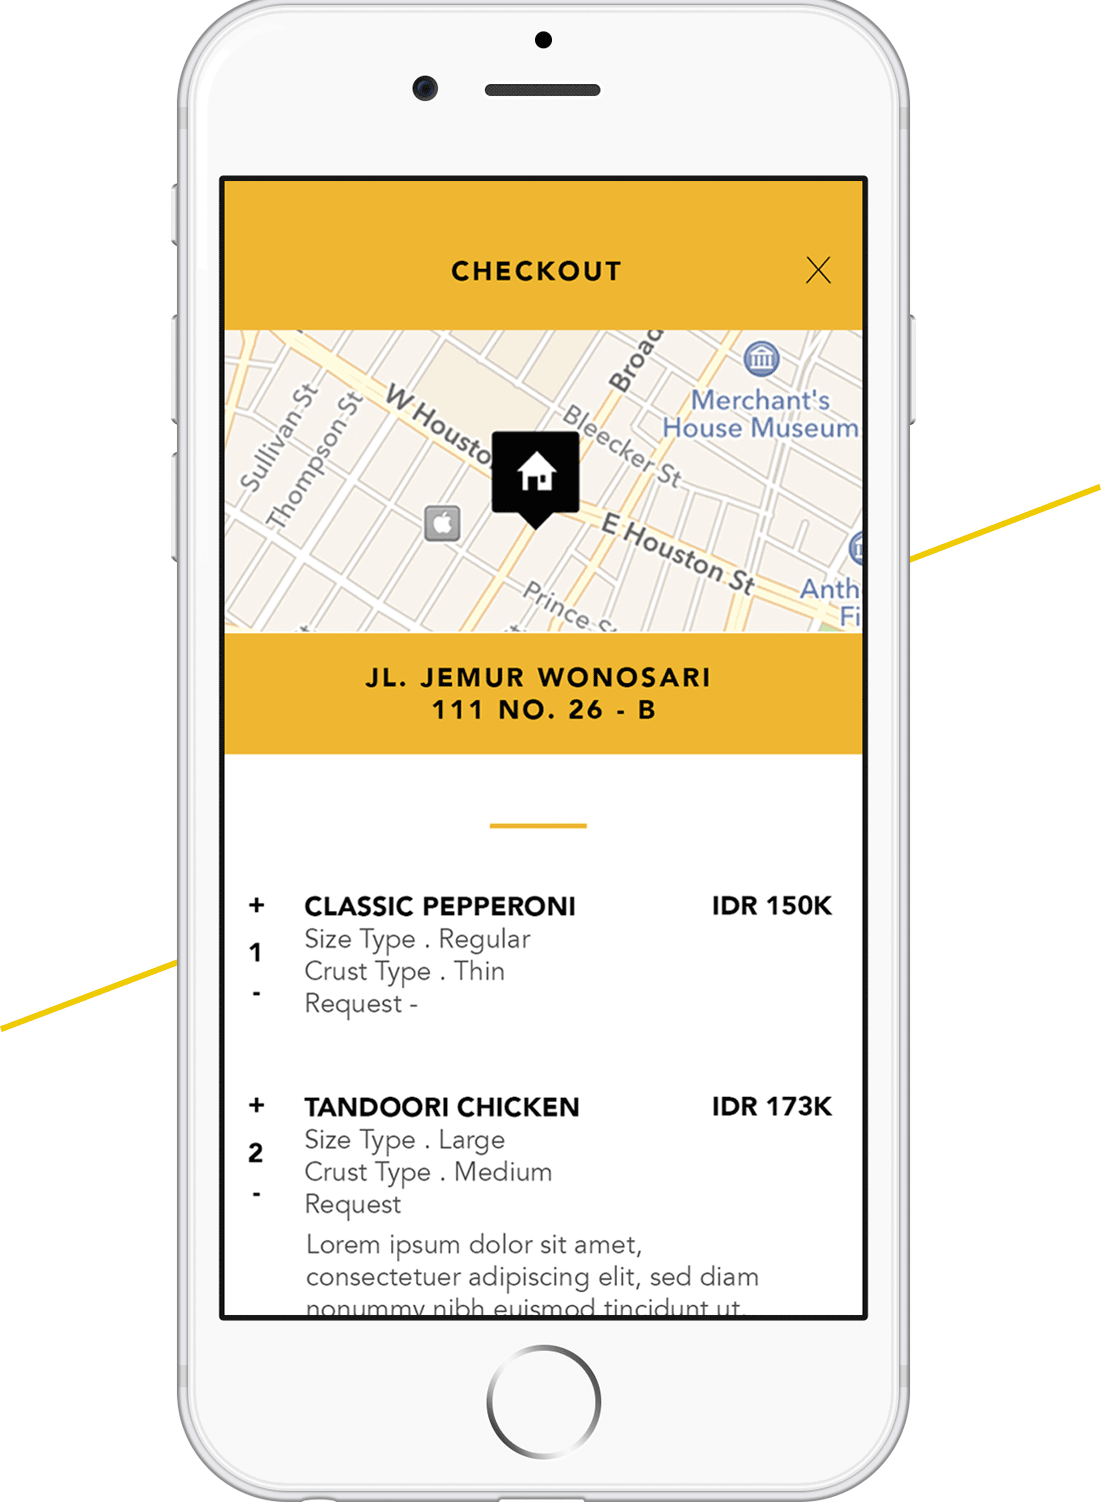 CHECKOUT
Broad
Merchant's
House Museum
Sullivan St
Thompson St
W Housto
Bleecker St
E Houston St
Prince S
Anth
Fi
JL. JEMUR WONOSARI
111 NO. 26 - B
+ CLASSIC PEPPERONI IDR 150K
Size Type . Regular
1
Crust Type . Thin
-
Request -
+ TANDOORI CHICKEN IDR 173K
Size Type . Large
2
Crust Type . Medium
-
Request
Lorem ipsum dolor sit amet,
consectetuer adipiscing elit, sed diam
nonummy nibh euismod tincidunt ut.